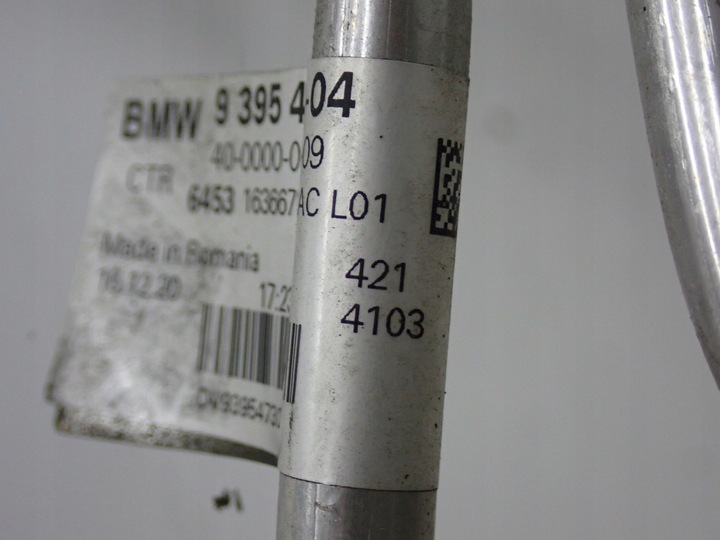 BMW 9 395 404
40-0000-009
CTR 6453 163667AC L01
Made in Romania 421
16.12.20 17:23 4103